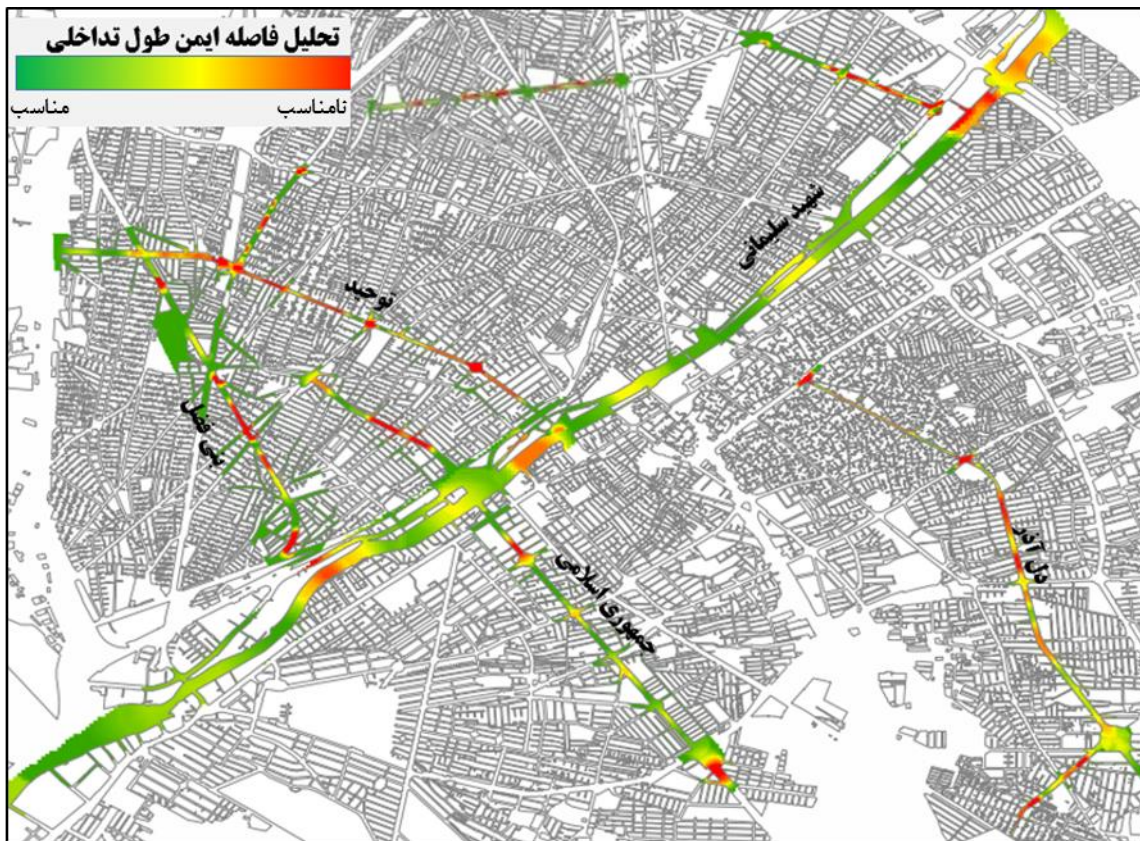 تحلیل فاصله ایمن طول تداخلی
مناسب
نامناسب
شهید سلیمانی
توحید
نبی فضل
جمهوری اسلامی
دل آذر